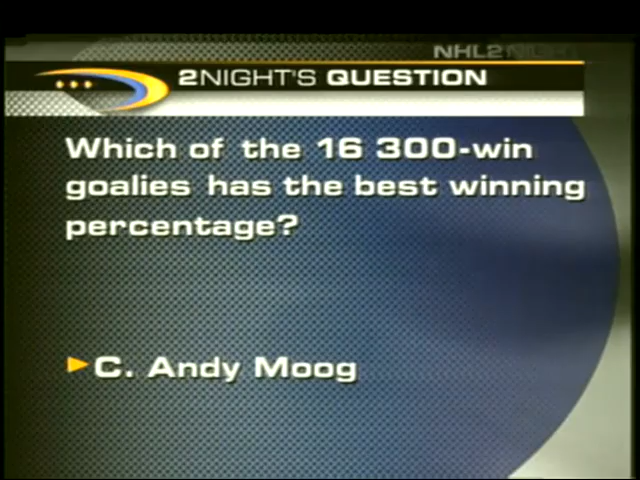 NHL2NIGHT
2NIGHT'S QUESTION
Which of the 16 300-win
goalies has the best winning
percentage?
C. Andy Moog